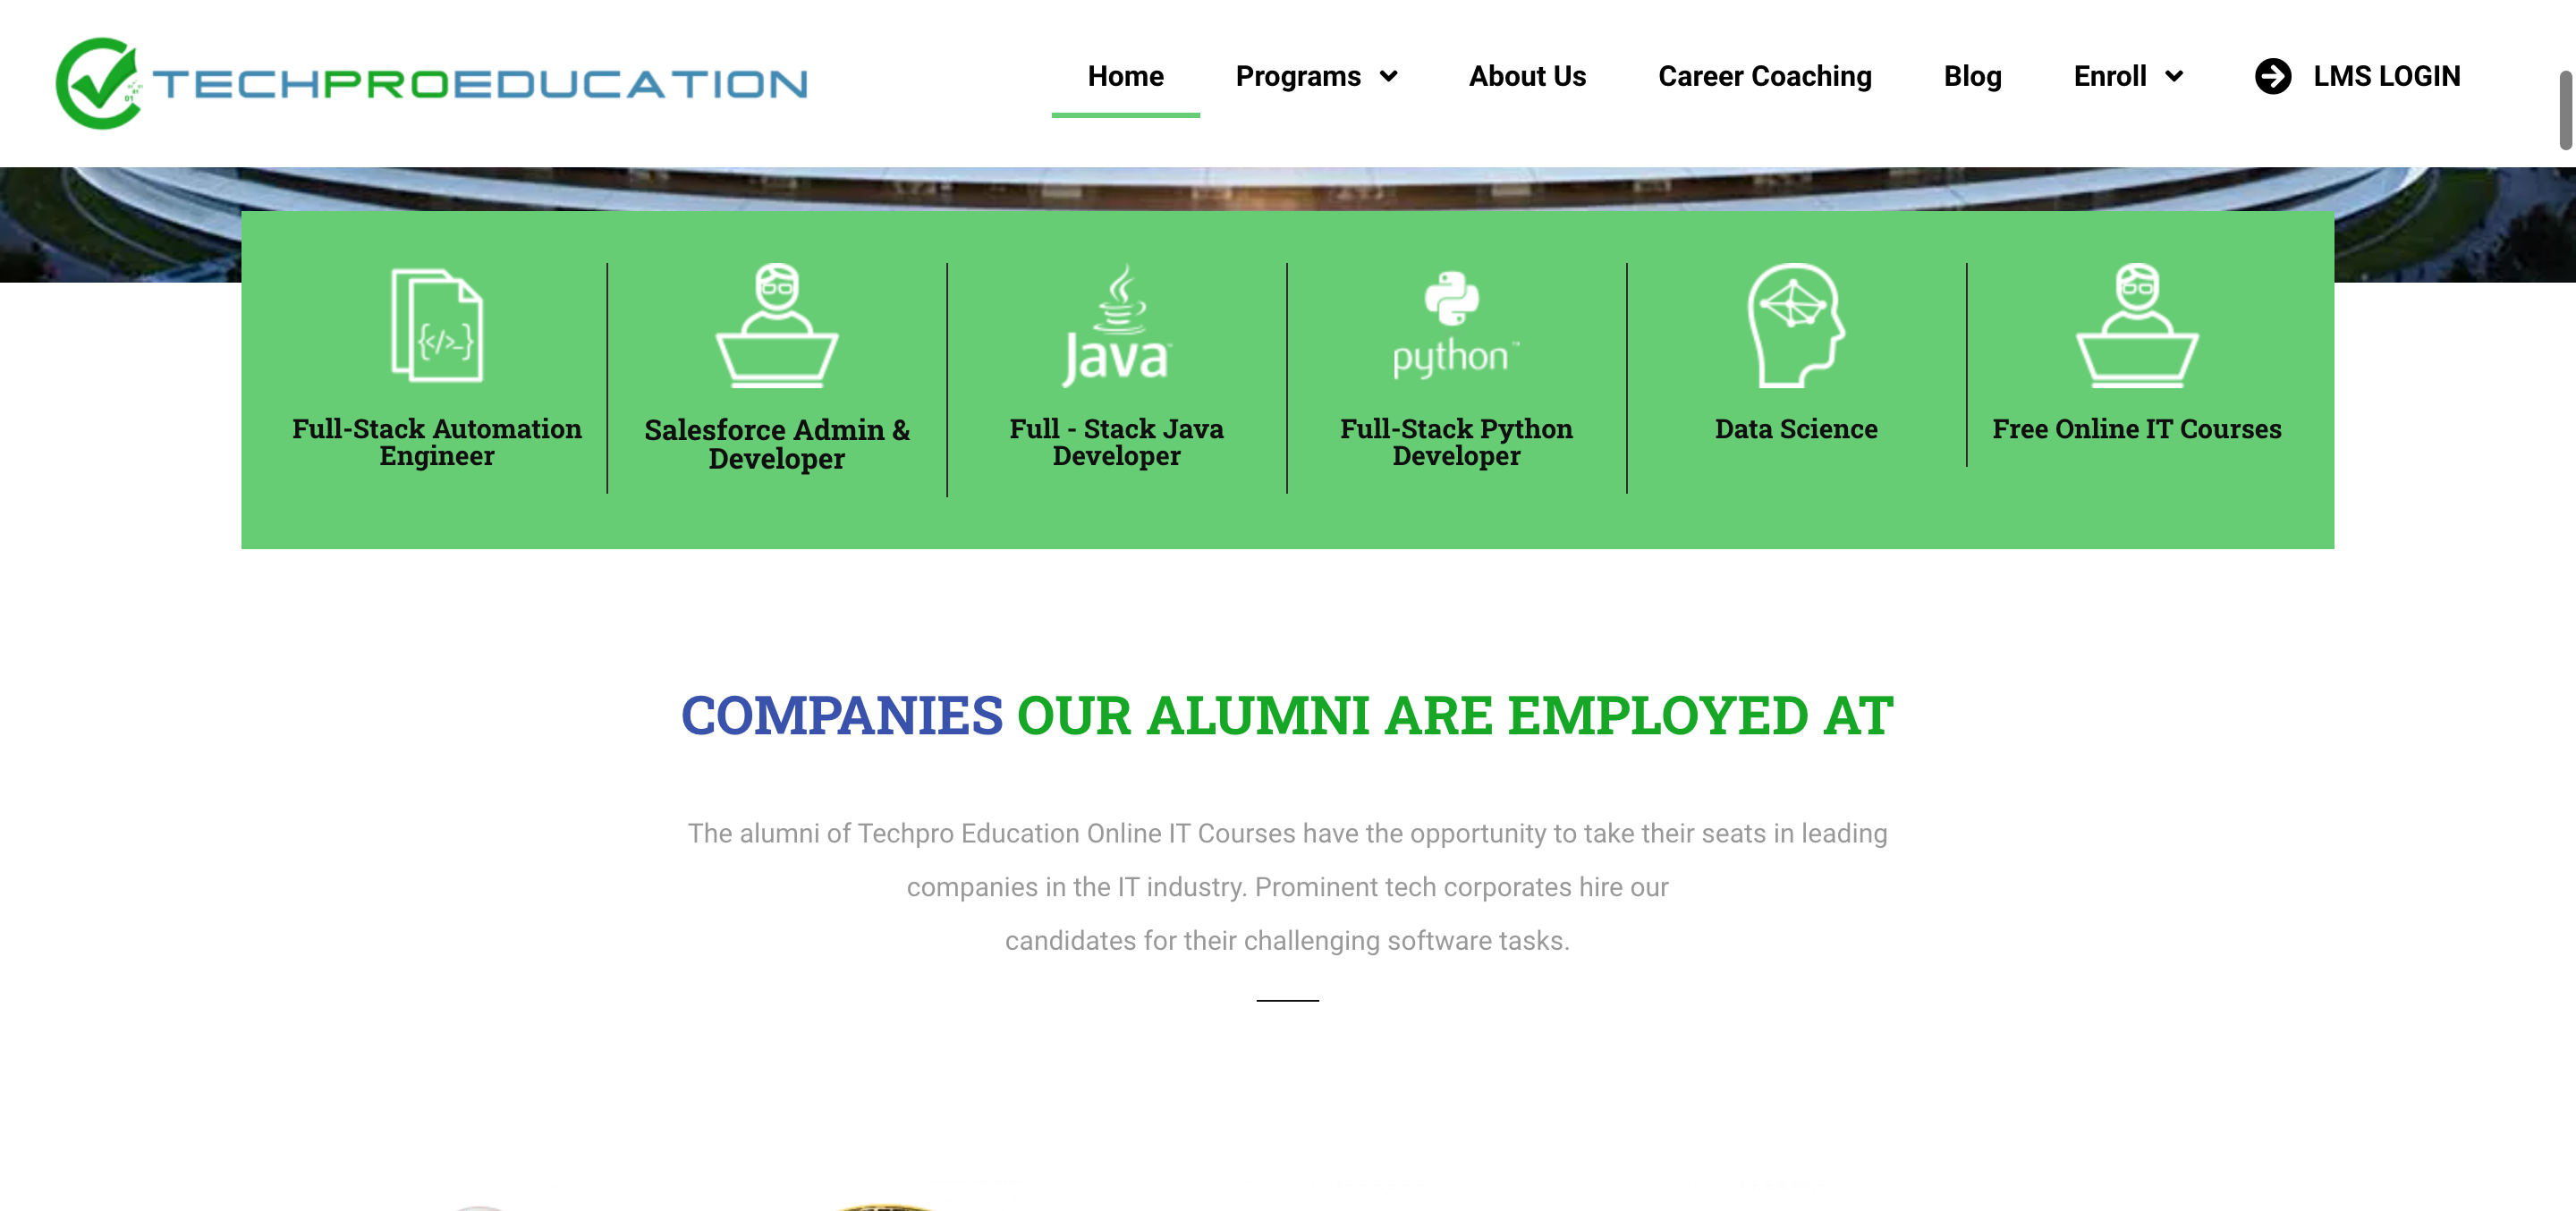 TECHPROEDUCATION
Home Programs About Us Career Coaching Blog Enroll LMS LOGIN
{</>_}
Java
python
Full-Stack Automation
Engineer
Salesforce Admin &
Developer
Full - Stack Java
Developer
Full-Stack Python
Developer
Data Science
Free Online IT Courses
COMPANIES OUR ALUMNI ARE EMPLOYED AT
The alumni of Techpro Education Online IT Courses have the opportunity to take their seats in leading
companies in the IT industry. Prominent tech corporates hire our
candidates for their challenging software tasks.